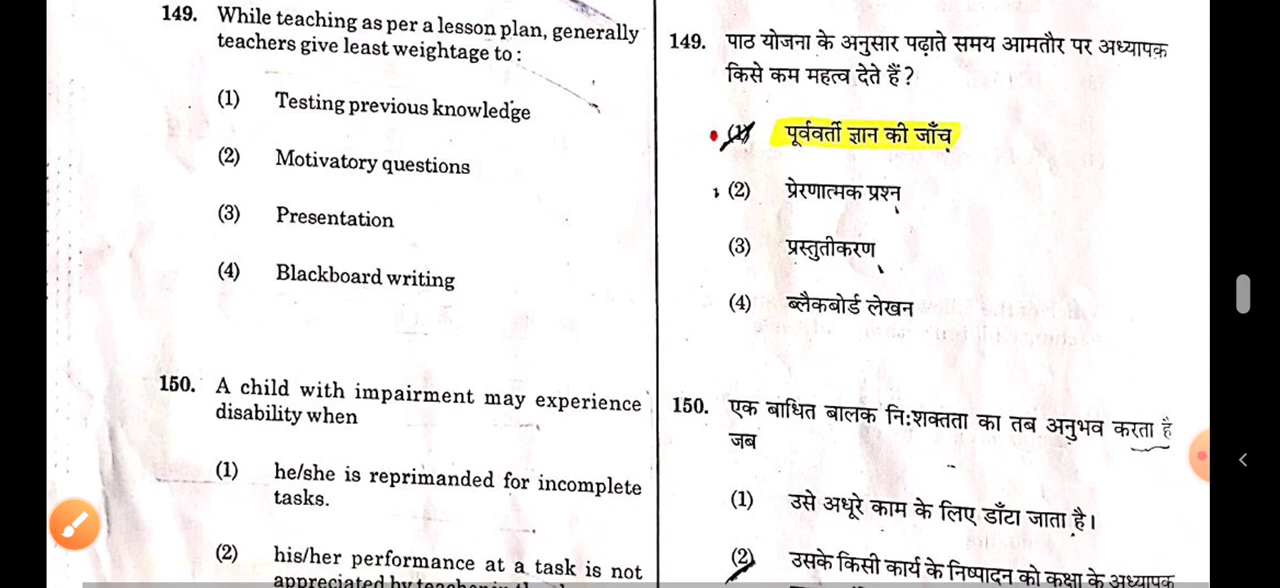 149. While teaching as per a lesson plan, generally
teachers give least weightage to :
(1) Testing previous knowledge
(2) Motivatory questions
(3) Presentation
(4) Blackboard writing
150. A child with impairment may experience
disability when
(1) he/she is reprimanded for incomplete
tasks.
(2) his/her performance at a task is not
appreciated by
149. पाठ योजना के अनुसार पढ़ाते समय आमतौर पर अध्यापक
किसे कम महत्व देते हैं ?
(1) पूर्ववर्ती ज्ञान की जाँच
(2) प्रेरणात्मक प्रश्न
(3) प्रस्तुतीकरण
(4) ब्लैकबोर्ड लेखन
150. एक बाधित बालक नि:शक्तता का तब अनुभव करता है
जब
(1) उसे अधूरे काम के लिए डाँटा जाता है।
(2) उसके किसी कार्य के निष्पादन को कक्षा के अध्यापक